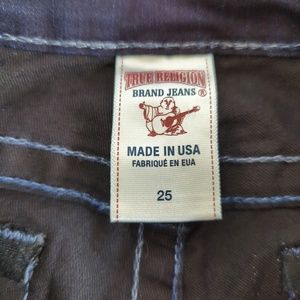 TRUE RELIGION
BRAND JEANS ®
MADE IN USA
FABRIQUÉ EN EUA
25